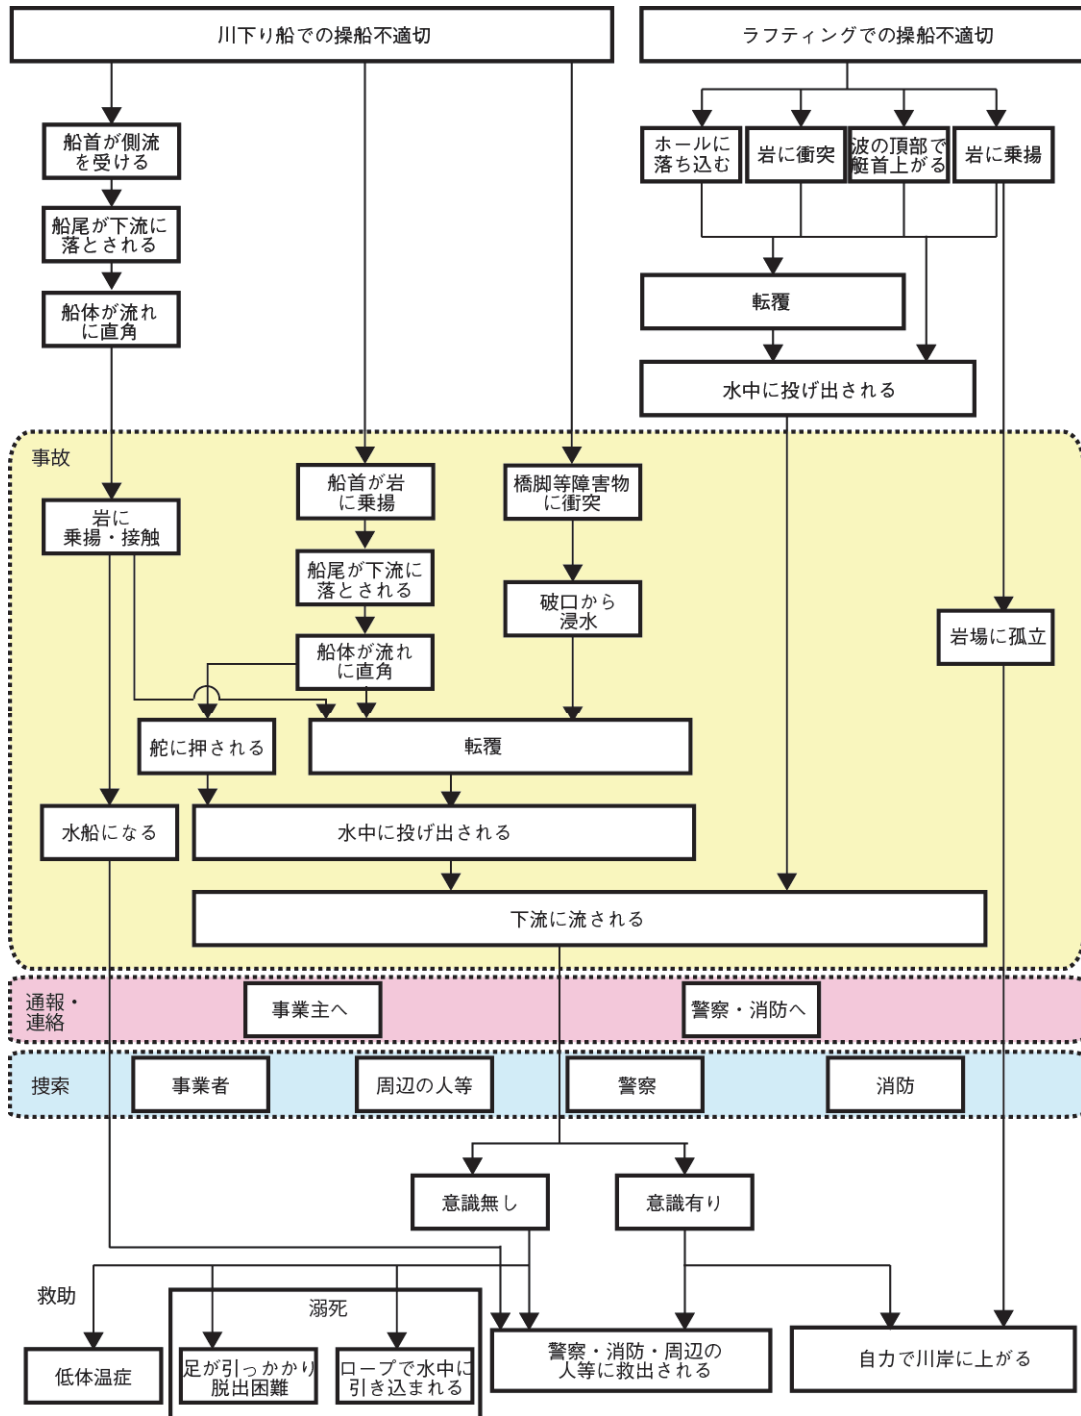 川下り船での操船不適切
ラフティングでの操船不適切
船首が側流
を受ける
ホールに
落ち込む
岩に衝突
波の頂部で
艇首上がる
岩に乗揚
船尾が下流に
落とされる
船体が流れ
に直角
転覆
水中に投げ出される
事故
岩に
乗揚・接触
船首が岩
に乗揚
橋脚等障害物
に衝突
船尾が下流に
落とされる
破口から
浸水
岩場に孤立
船体が流れ
に直角
舵に押される
転覆
水船になる
水中に投げ出される
下流に流される
通報・
連絡
事業主へ
警察・消防へ
捜索
事業者
周辺の人等
警察
消防
意識無し
意識有り
救助
溺死
低体温症
足が引っかかり
脱出困難
ロープで水中に
引き込まれる
警察・消防・周辺の
人等に救出される
自力で川岸に上がる